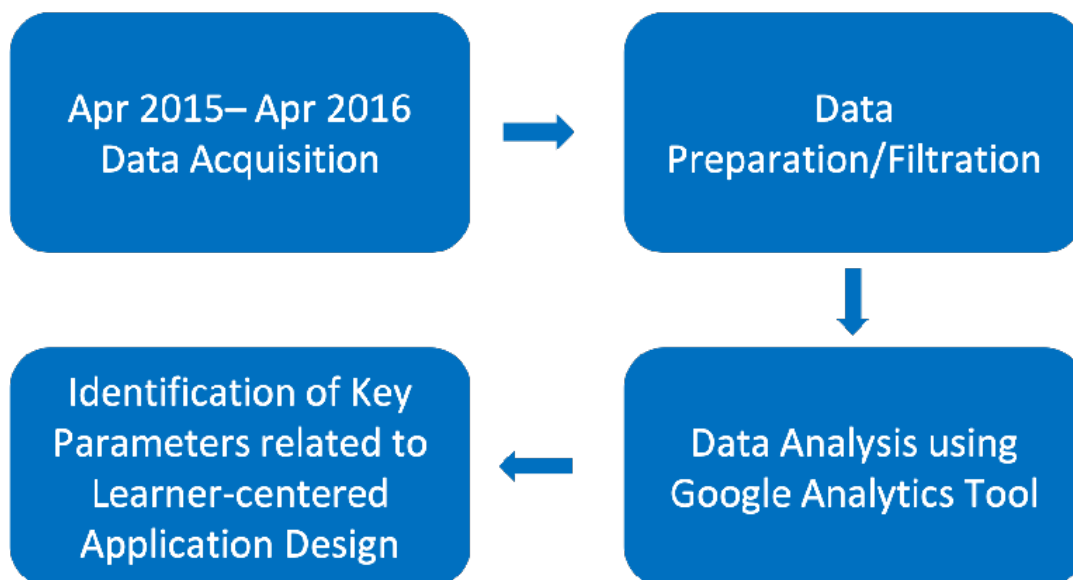 Apr 2015– Apr 2016
Data Acquisition
Data
Preparation/Filtration
Data Analysis using
Google Analytics Tool
Identification of Key
Parameters related to
Learner-centered
Application Design